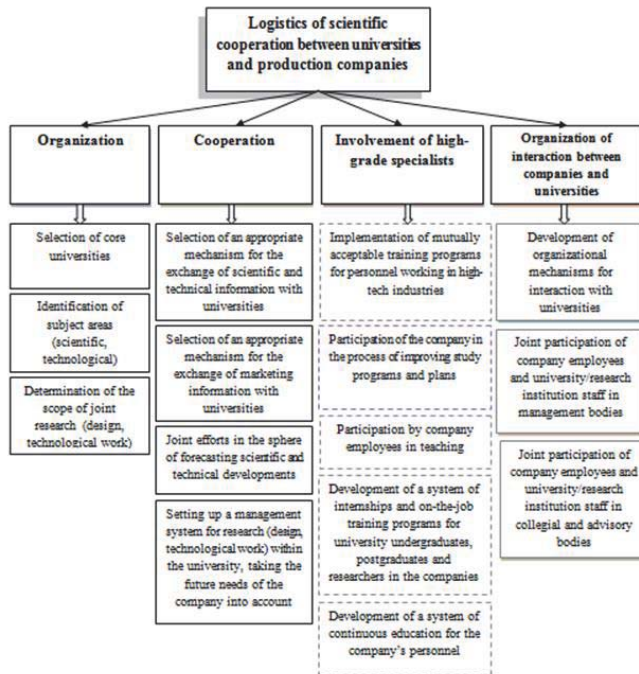 Logistics of scientific
cooperation between universities
and production companies
Organization
Selection of core
universities
Identification of
subject areas
(scientific,
technological)
Determination of the
scope of joint
research (design,
technological work)
Cooperation
Selection of an appropriate
mechanism for the
exchange of scientific and
technical information with
universities
Selection of an appropriate
mechanism for the
exchange of marketing
information with
universities
Joint efforts in the sphere
of forecasting scientific and
technical developments
Setting up a management
system for research (design,
technological work) within
the university, taking the
future needs of the
company into account
Involvement of high-
grade specialists
Implementation of mutually
acceptable training programs
for personnel working in high-
tech industries
Participation of the company
in the process of improving study
programs and plans
Participation by company
employees in teaching
Development of a system of
internships and on-the-job
training programs for
university undergraduates,
postgraduates and
researchers in the companies
Development of a system of
continuous education for the
company's personnel
Organization of
interaction between
companies and
universities
Development of
organizational
mechanisms for
interaction with
universities
Joint participation of
company employees
and university/research
institution staff in
management bodies
Joint participation of
company employees and
university/research
institution staff in
collegial and advisory
bodies